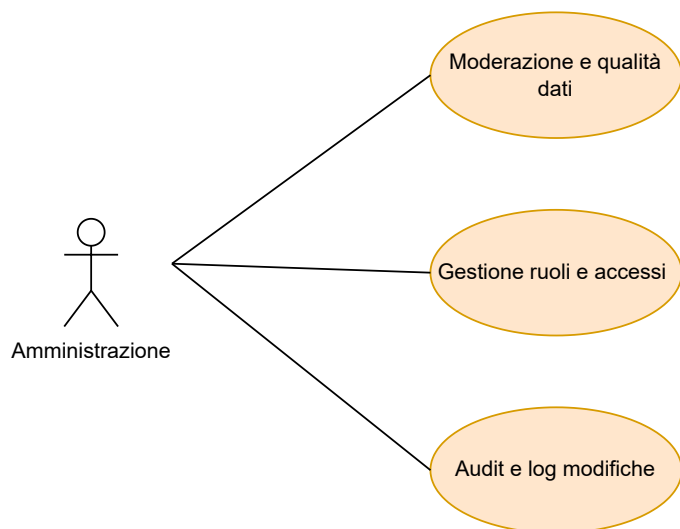 Moderazione e qualità
dati
Gestione ruoli e accessi
Amministrazione
Audit e log modifiche